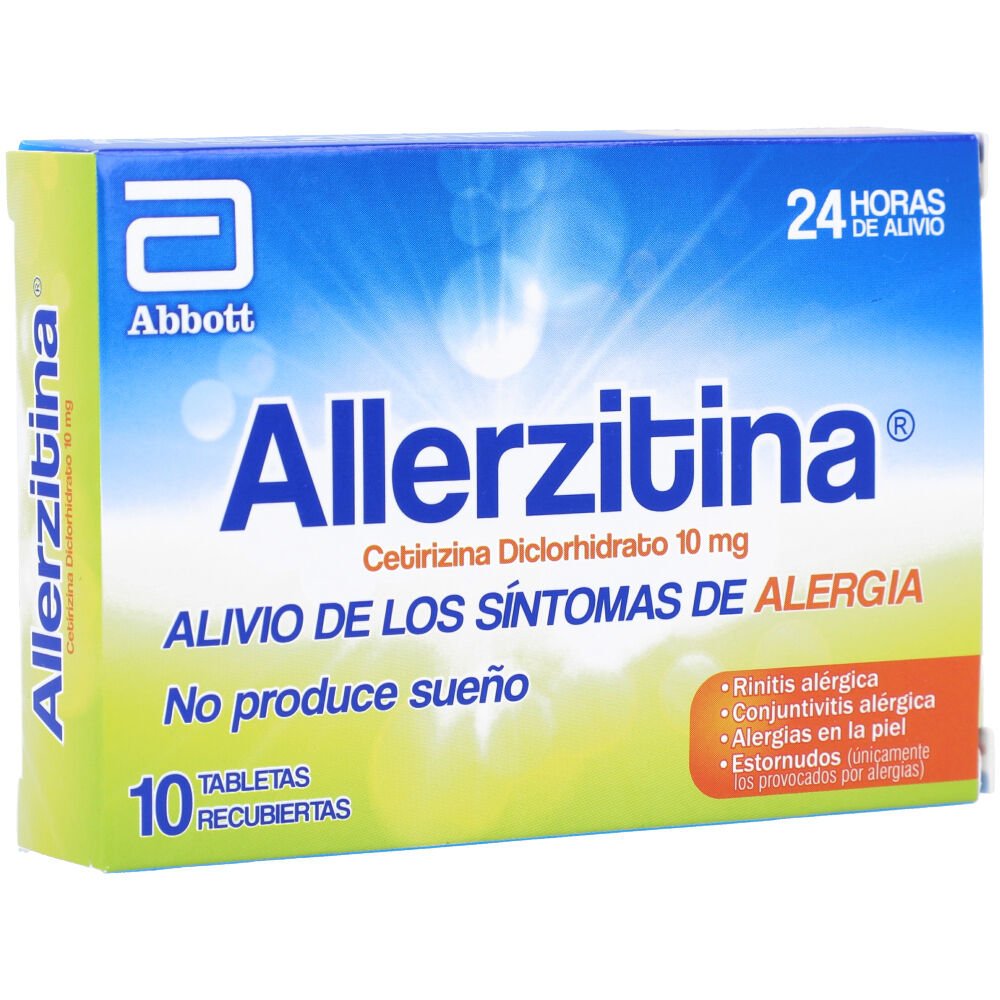 Abbott
24 HORAS
DE ALIVIO
Allerzitina®
Cetirizina Diclorhidrato 10 mg
ALIVIO DE LOS SÍNTOMAS DE ALERGIA
No produce sueño
10 TABLETAS
RECUBIERTAS
•Rinitis alérgica
•Conjuntivitis alérgica
•Alergias en la piel
•Estornudos (únicamente
los provocados por alergias)
Allerzitina®
Cetirizina Diclorhidrato 10 mg